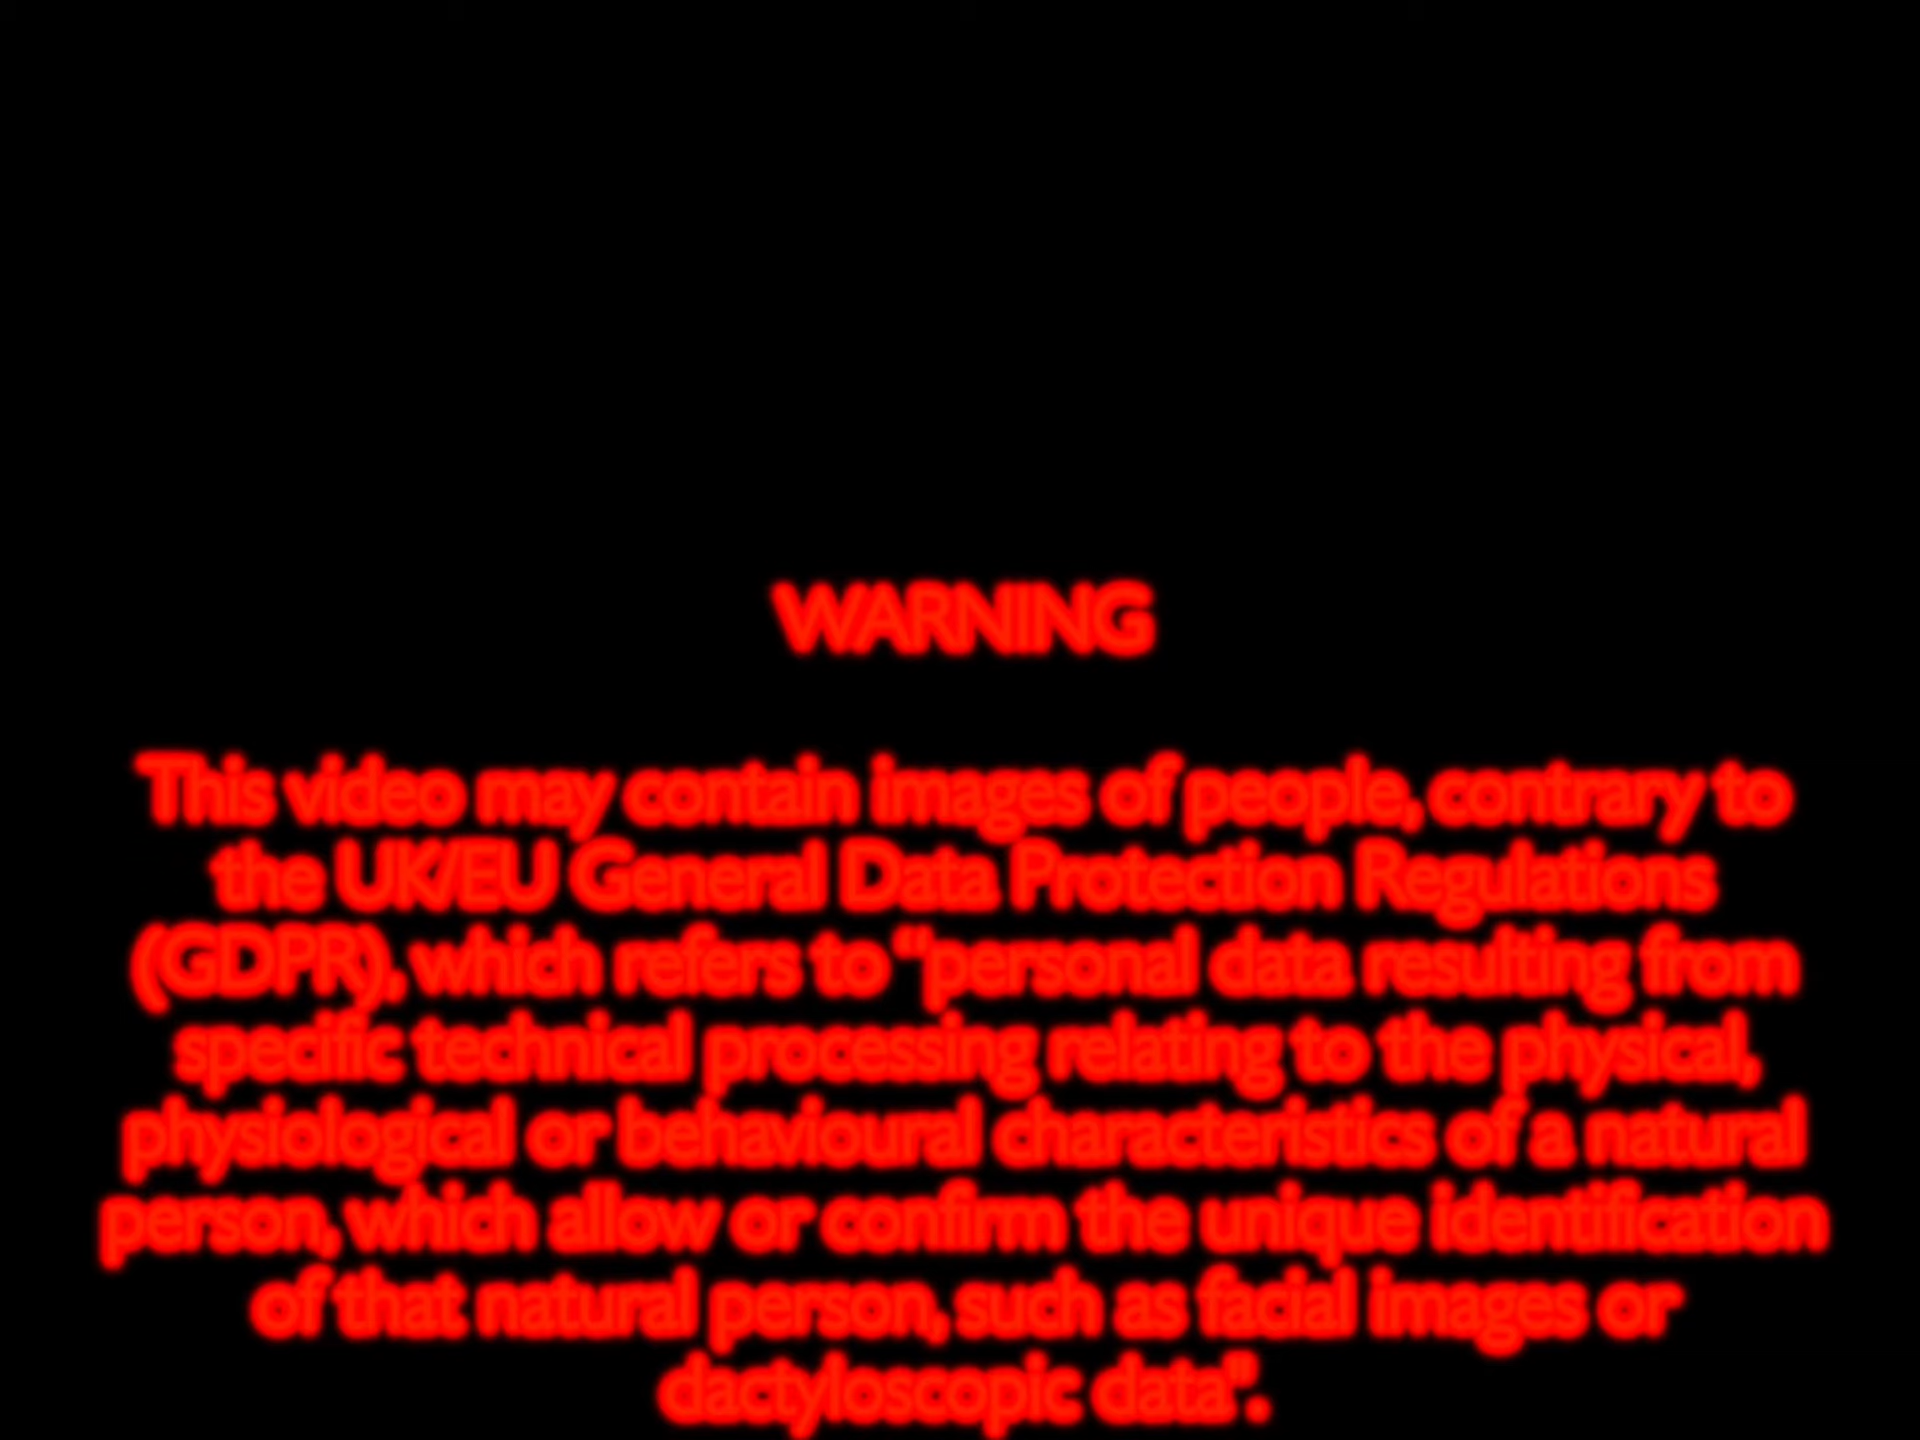 WARNING
This video may contain images of people, contrary to
the UK/EU General Data Protection Regulations
(GDPR), which refers to "personal data resulting from
specific technical processing relating to the physical,
physiological or behavioural characteristics of a natural
person, which allow or confirm the unique identification
of that natural person, such as facial images or
dactyloscopic data".